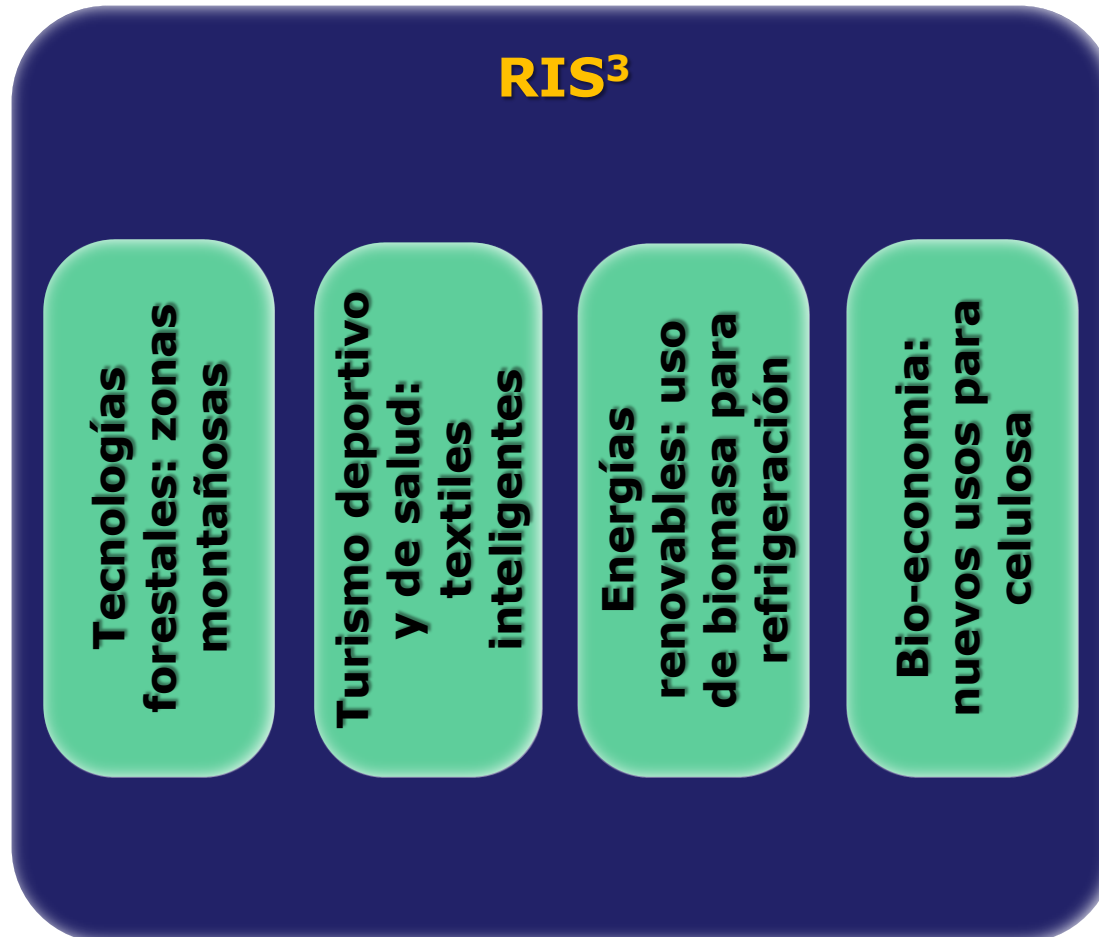 RIS³
Tecnologías
forestales: zonas
montañosas
Turismo deportivo
y de salud:
textiles
inteligentes
Energías
renovables: uso
de biomasa para
refrigeración
Bio-economia:
nuevos usos para
celulosa